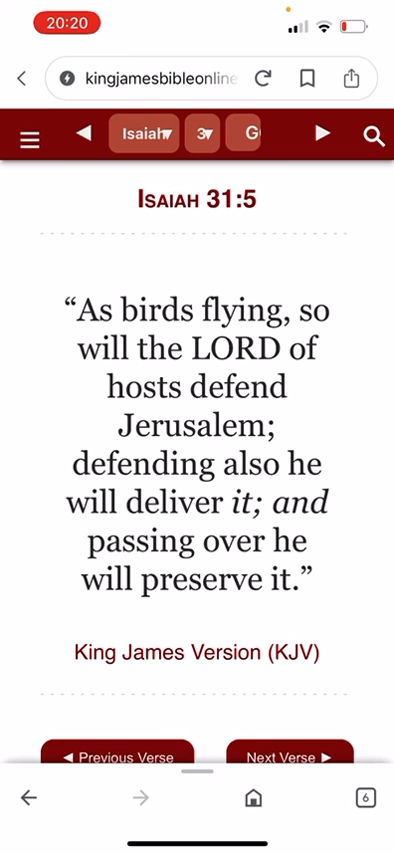 20:20
kingjamesbibleonline
Isaiah 3 G
ISAIAH 31:5
“As birds flying, so
will the LORD of
hosts defend
Jerusalem;
defending also he
will deliver it; and
passing over he
will preserve it.”
King James Version (KJV)
◄ Previous Verse Next Verse ►
6